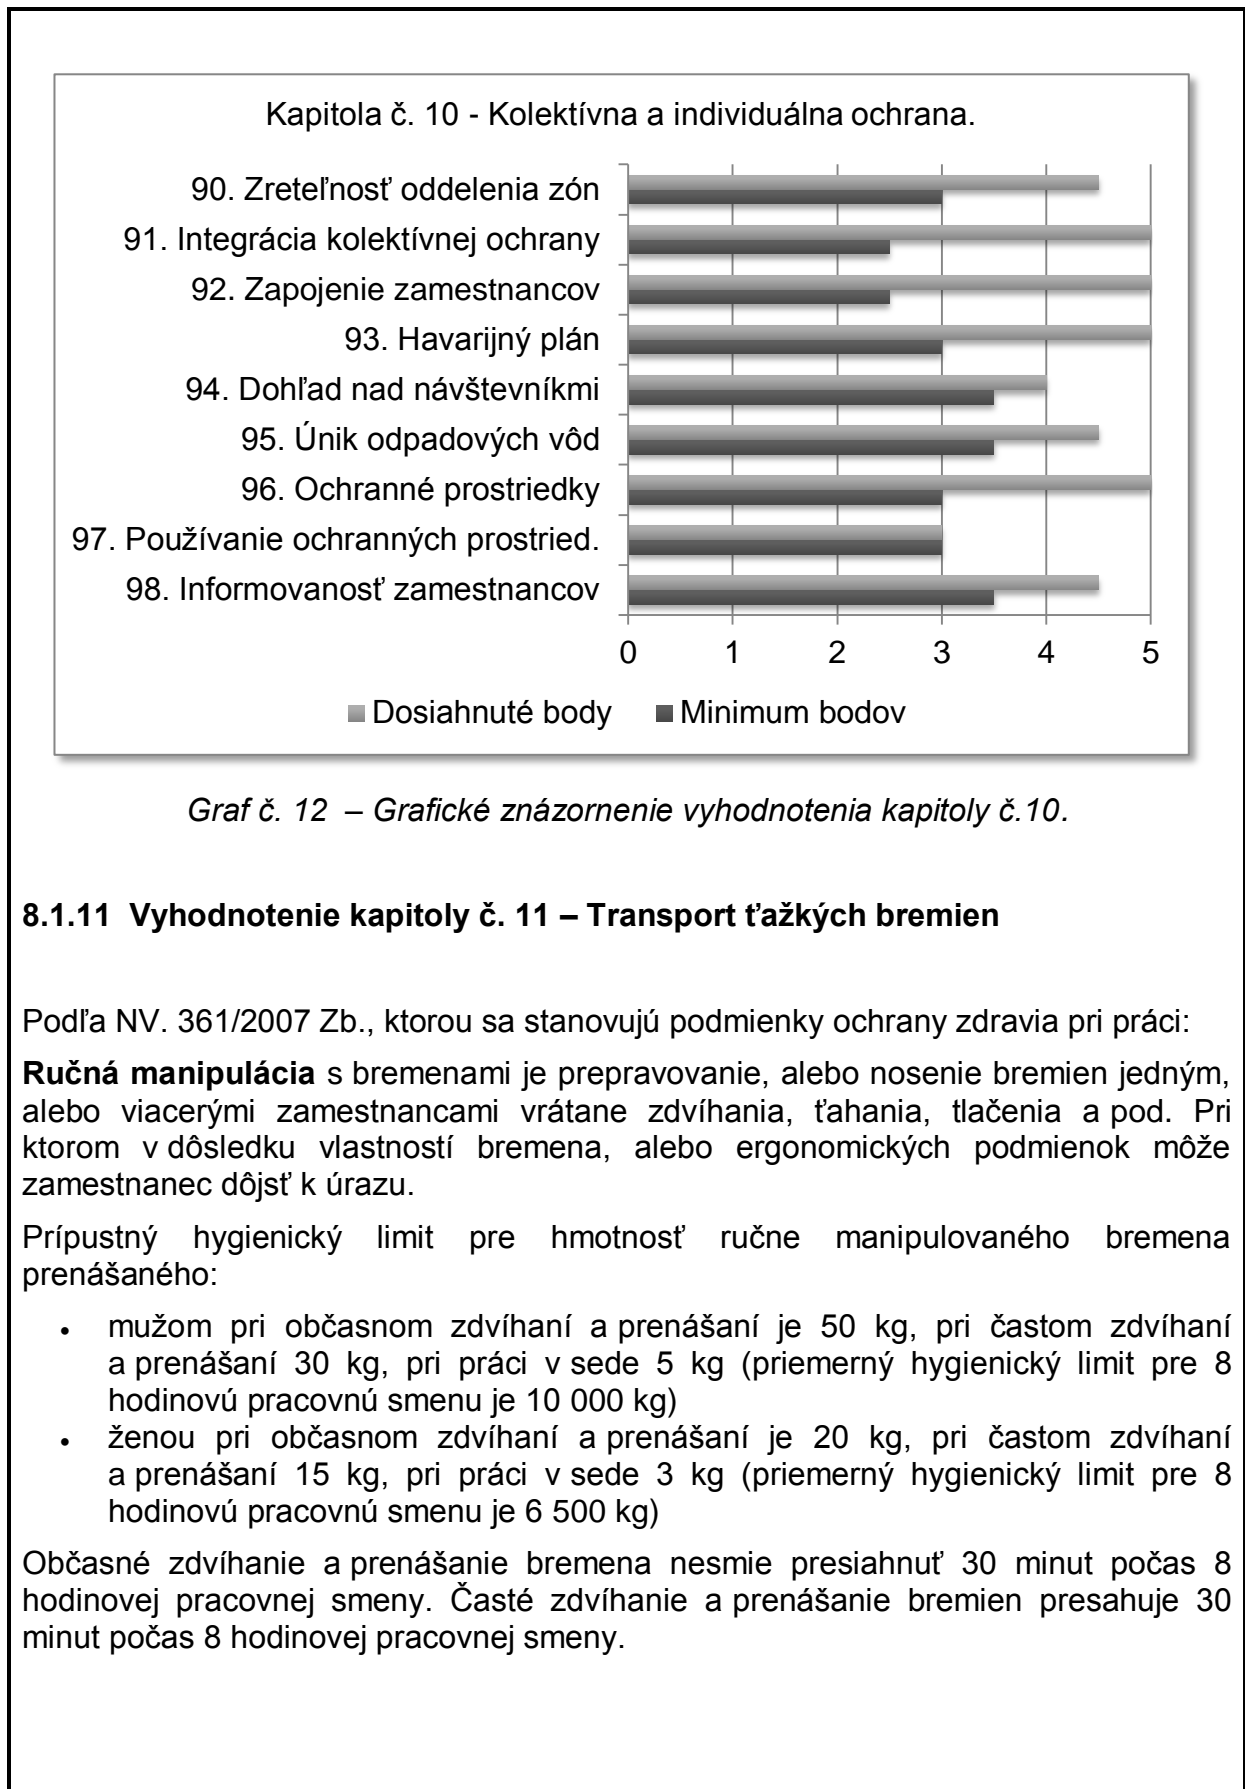 Kapitola č. 10 - Kolektívna a individuálna ochrana.
90. Zreteľnosť oddelenia zón
91. Integrácia kolektívnej ochrany
92. Zapojenie zamestnancov
93. Havarijný plán
94. Dohľad nad návštevníkmi
95. Únik odpadových vôd
96. Ochranné prostriedky
97. Používanie ochranných prostried.
98. Informovanosť zamestnancov
0 1 2 3 4 5
Dosiahnuté body Minimum bodov
Graf č. 12 – Grafické znázornenie vyhodnotenia kapitoly č.10.
8.1.11 Vyhodnotenie kapitoly č. 11 – Transport ťažkých bremien
Podľa NV. 361/2007 Zb., ktorou sa stanovujú podmienky ochrany zdravia pri práci:
Ručná manipulácia s bremenami je prepravovanie, alebo nosenie bremien jedným,
alebo viacerými zamestnancami vrátane zdvíhania, ťahania, tlačenia a pod. Pri
ktorom v dôsledku vlastností bremena, alebo ergonomických podmienok môže
zamestnanec dôjsť k úrazu.
Prípustný hygienický limit pre hmotnosť ručne manipulovaného bremena
prenášaného:
• mužom pri občasnom zdvíhaní a prenášaní je 50 kg, pri častom zdvíhaní
a prenášaní 30 kg, pri práci v sede 5 kg (priemerný hygienický limit pre 8
hodinovú pracovnú smenu je 10 000 kg)
• ženou pri občasnom zdvíhaní a prenášaní je 20 kg, pri častom zdvíhaní
a prenášaní 15 kg, pri práci v sede 3 kg (priemerný hygienický limit pre 8
hodinovú pracovnú smenu je 6 500 kg)
Občasné zdvíhanie a prenášanie bremena nesmie presiahnuť 30 minut počas 8
hodinovej pracovnej smeny. Časté zdvíhanie a prenášanie bremien presahuje 30
minut počas 8 hodinovej pracovnej smeny.